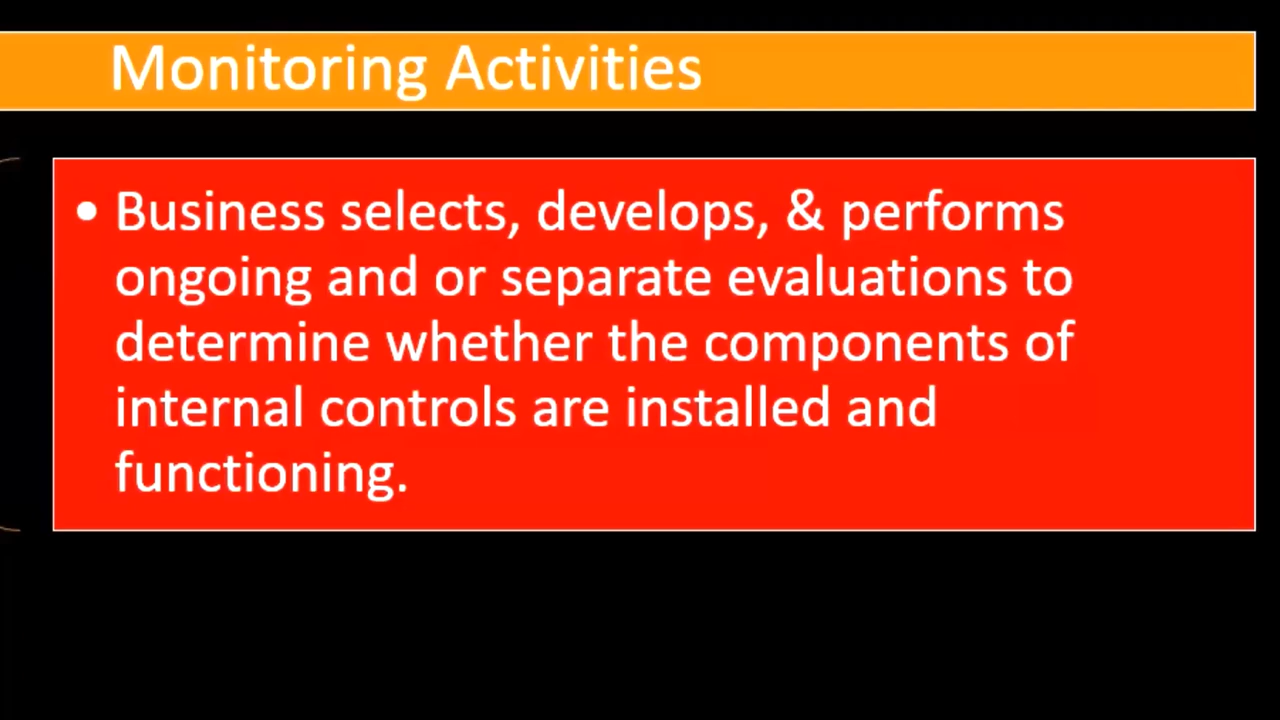 Monitoring Activities
• Business selects, develops, & performs
ongoing and or separate evaluations to
determine whether the components of
internal controls are installed and
functioning.